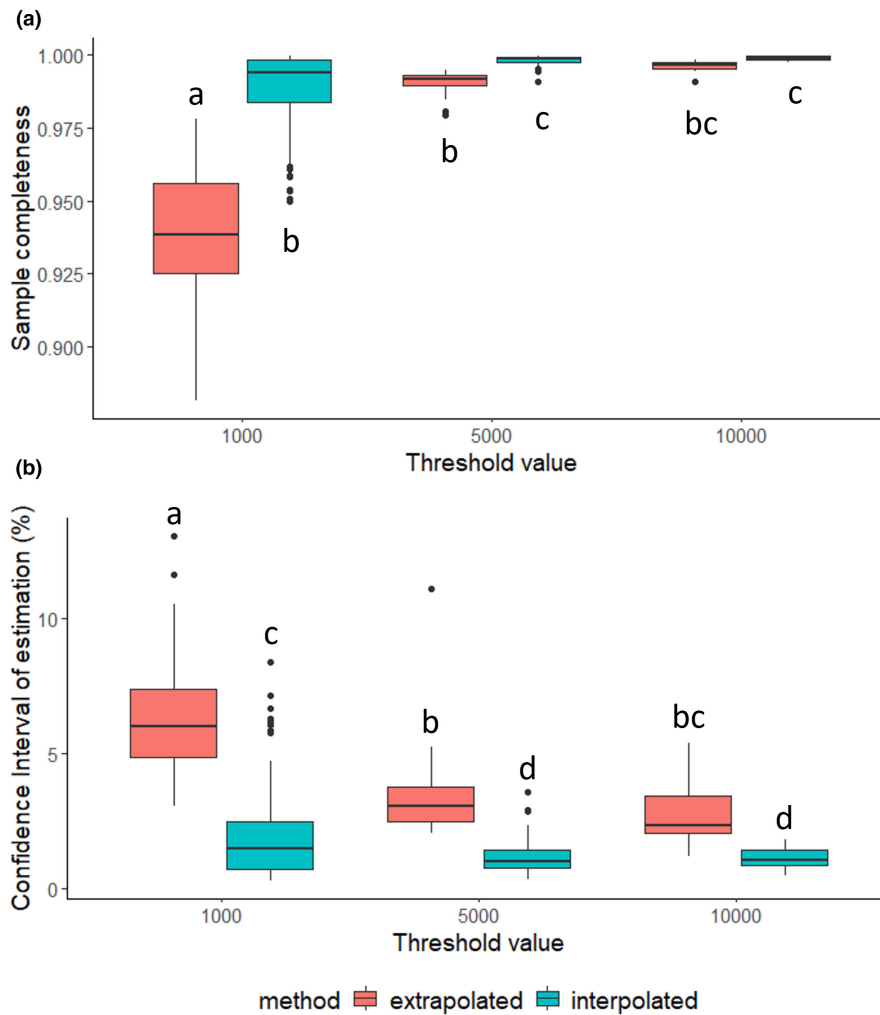 (a)
Sample completeness
1.000
0.975
0.950
0.925
0.900
a
b
b
c
bc
c
1000 5000 10000
Threshold value
(b)
Confidence Interval of estimation (%)
10
5
0
a
c
b
d
bc
d
1000 5000 10000
Threshold value
method extrapolated interpolated